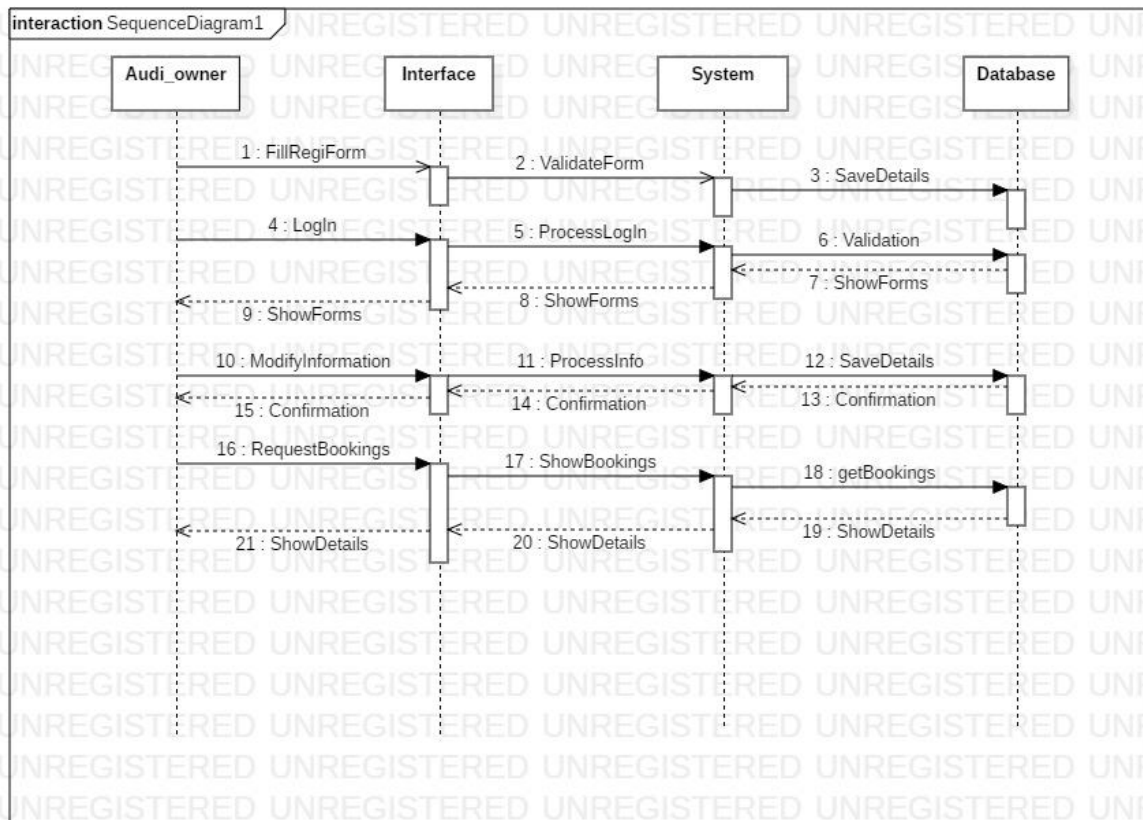 interaction SequenceDiagram1
Audi_owner
Interface
System
Database
1 : FillRegiForm
2 : ValidateForm
3 : SaveDetails
4 : LogIn
5 : ProcessLogIn
6 : Validation
7 : ShowForms
8 : ShowForms
9 : ShowForms
10 : ModifyInformation
11 : ProcessInfo
12 : SaveDetails
13 : Confirmation
14 : Confirmation
15 : Confirmation
16 : RequestBookings
17 : ShowBookings
18 : getBookings
19 : ShowDetails
20 : ShowDetails
21 : ShowDetails
UNREGISTERED